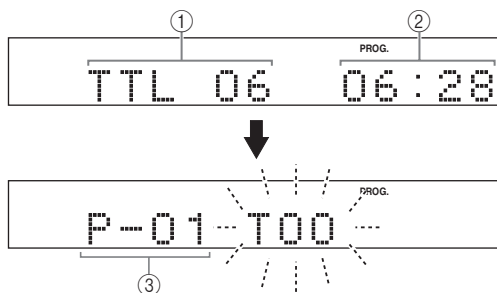 ① ②
PROG.
TTL 06 06:28
PROG.
P-01 T00
③